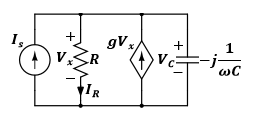 I_s
+
V_x
−
R
I_R
gV_x
+
V_C
−
−j 1/ωC